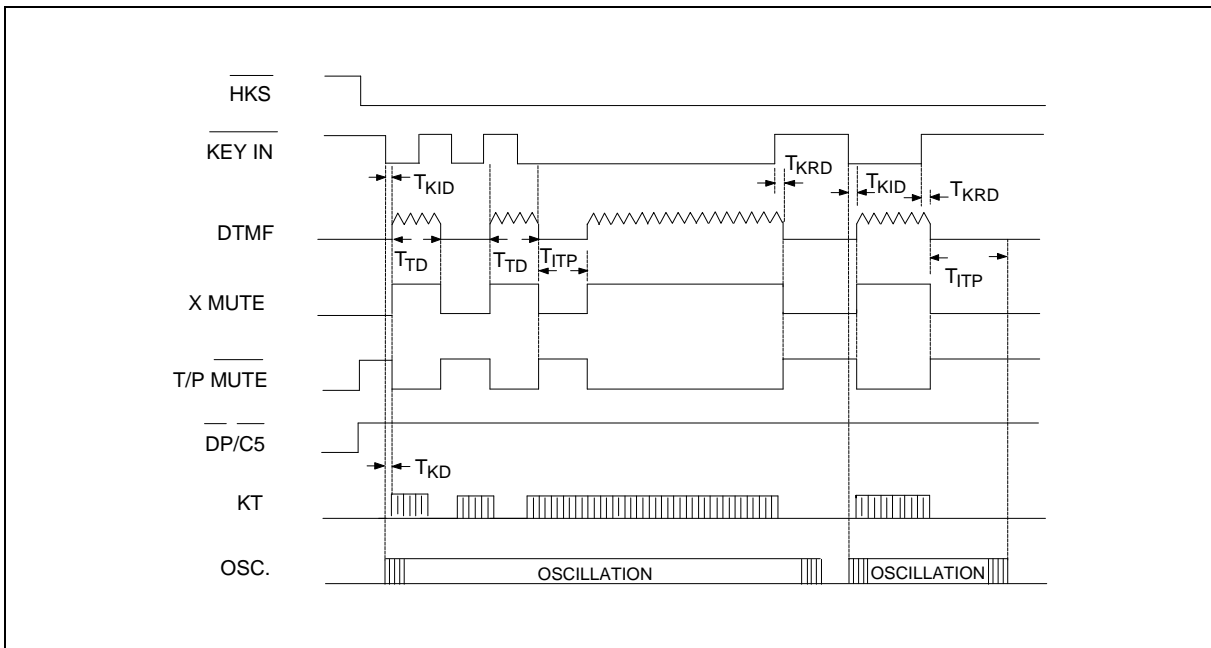 HKS
KEY IN
TKID
TKRD
TKID
TKRD
DTMF
TTD
TTD
TITP
TITP
X MUTE
T/P MUTE
DP/C5
TKD
KT
OSC.
OSCILLATION
OSCILLATION